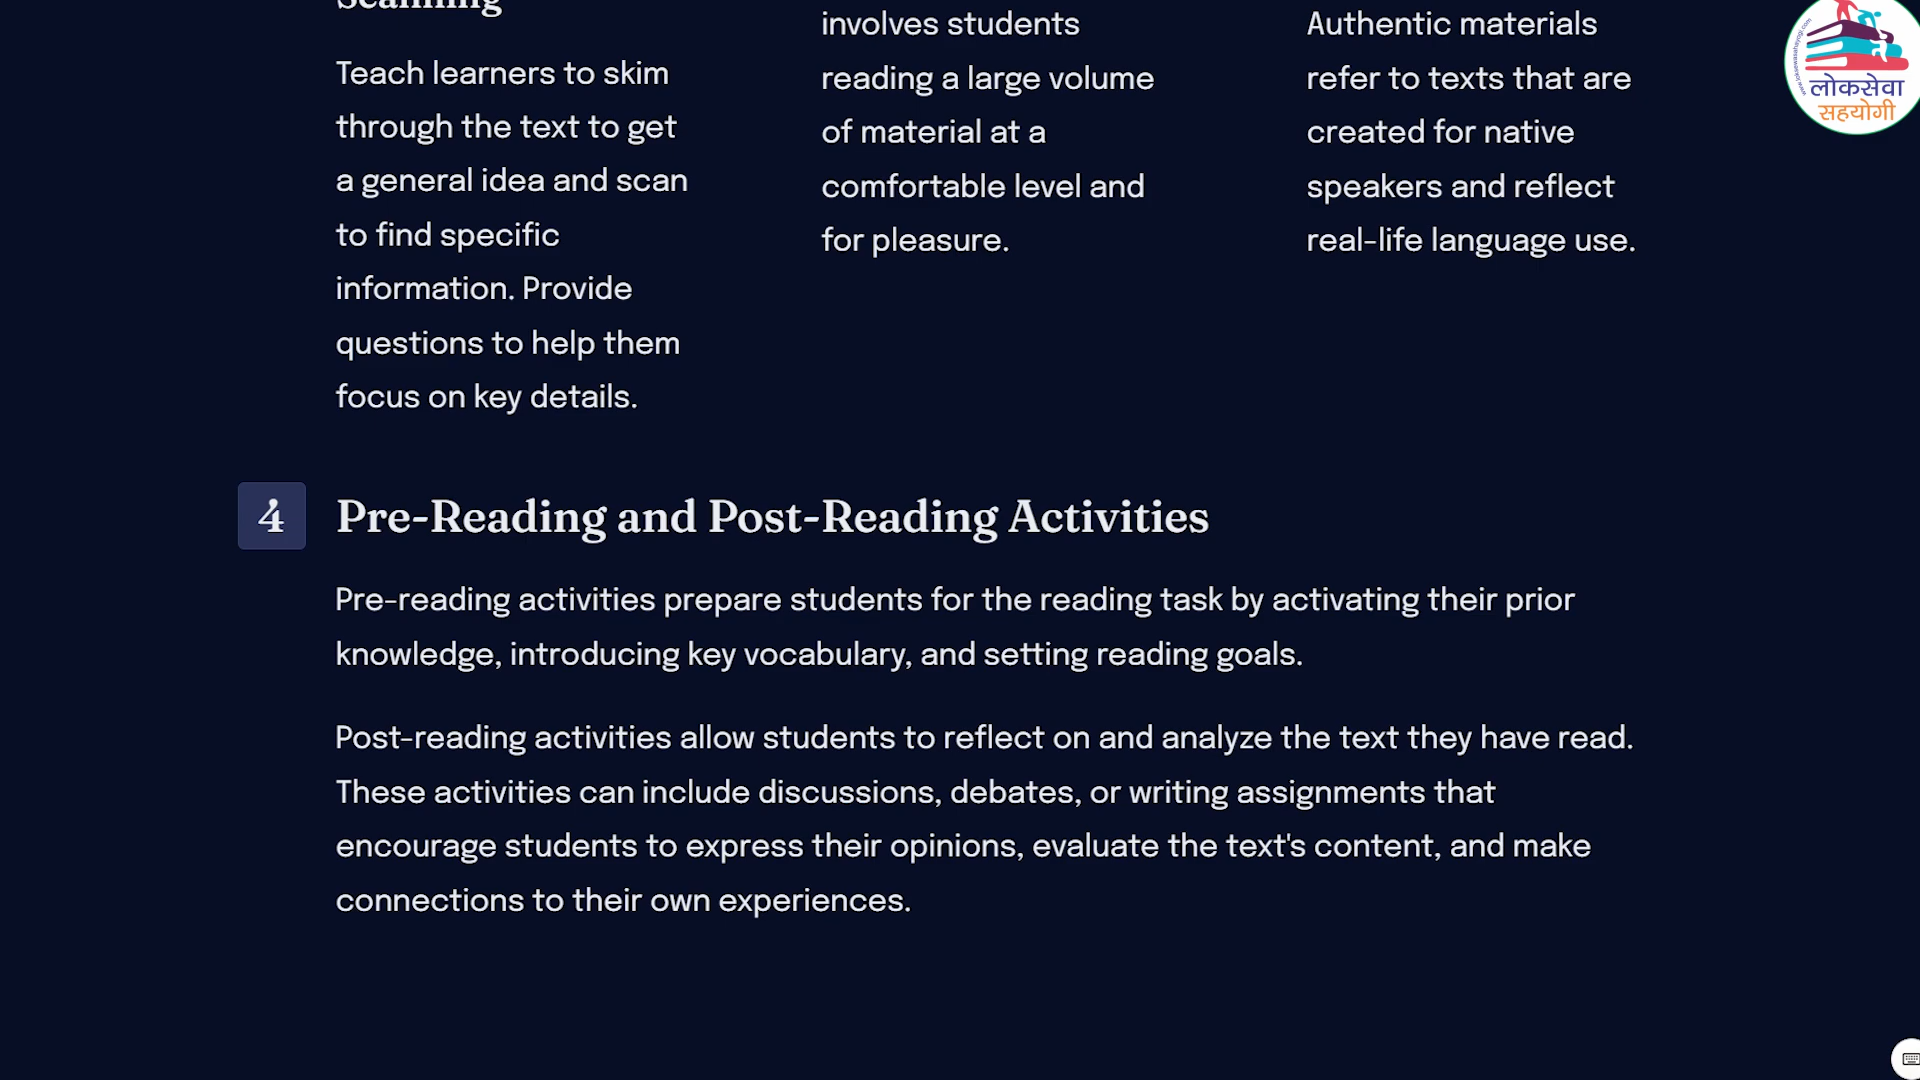 Scanning
Teach learners to skim
through the text to get
a general idea and scan
to find specific
information. Provide
questions to help them
focus on key details.
involves students
reading a large volume
of material at a
comfortable level and
for pleasure.
Authentic materials
refer to texts that are
created for native
speakers and reflect
real-life language use.
4
Pre-Reading and Post-Reading Activities
Pre-reading activities prepare students for the reading task by activating their prior
knowledge, introducing key vocabulary, and setting reading goals.
Post-reading activities allow students to reflect on and analyze the text they have read.
These activities can include discussions, debates, or writing assignments that
encourage students to express their opinions, evaluate the text's content, and make
connections to their own experiences.
लोकसेवा
सहयोगी